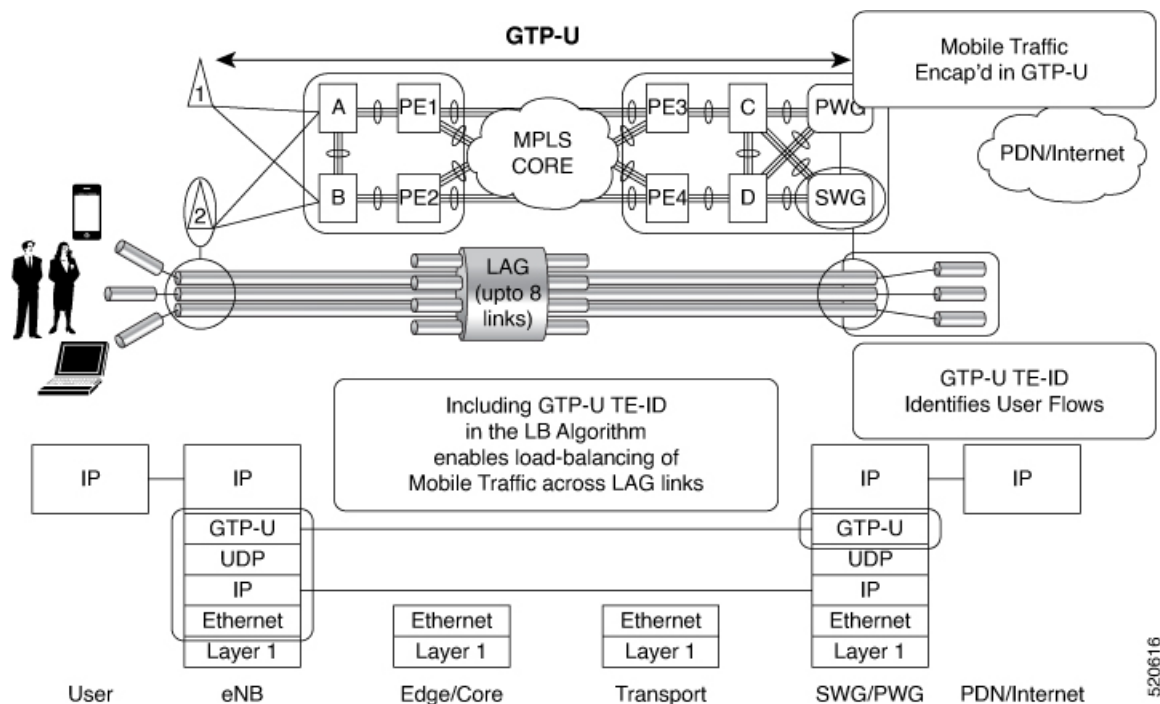 GTP-U
Mobile Traffic
Encap'd in GTP-U
1
A
PE1
MPLS
CORE
PE3
C
PWG
PDN/Internet
2
B
PE2
PE4
D
SWG
LAG
(upto 8
links)
GTP-U TE-ID
Identifies User Flows
Including GTP-U TE-ID
in the LB Algorithm
enables load-balancing of
Mobile Traffic across LAG links
IP
IP
IP
IP
GTP-U
GTP-U
UDP
UDP
IP
IP
Ethernet
Ethernet
Ethernet
Ethernet
Layer 1
Layer 1
Layer 1
Layer 1
User
eNB
Edge/Core
Transport
SWG/PWG
PDN/Internet
520616